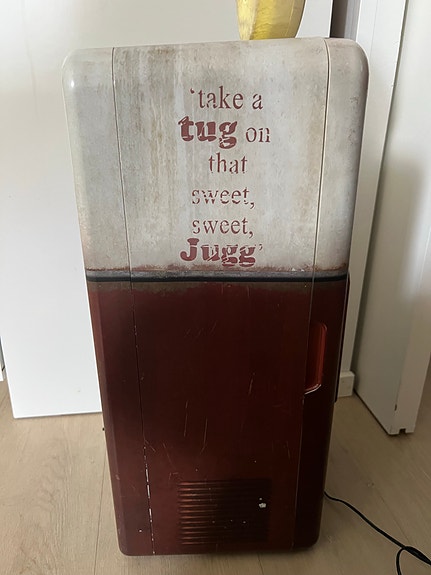 'take a
tug on
that
sweet,
sweet,
Jugg'